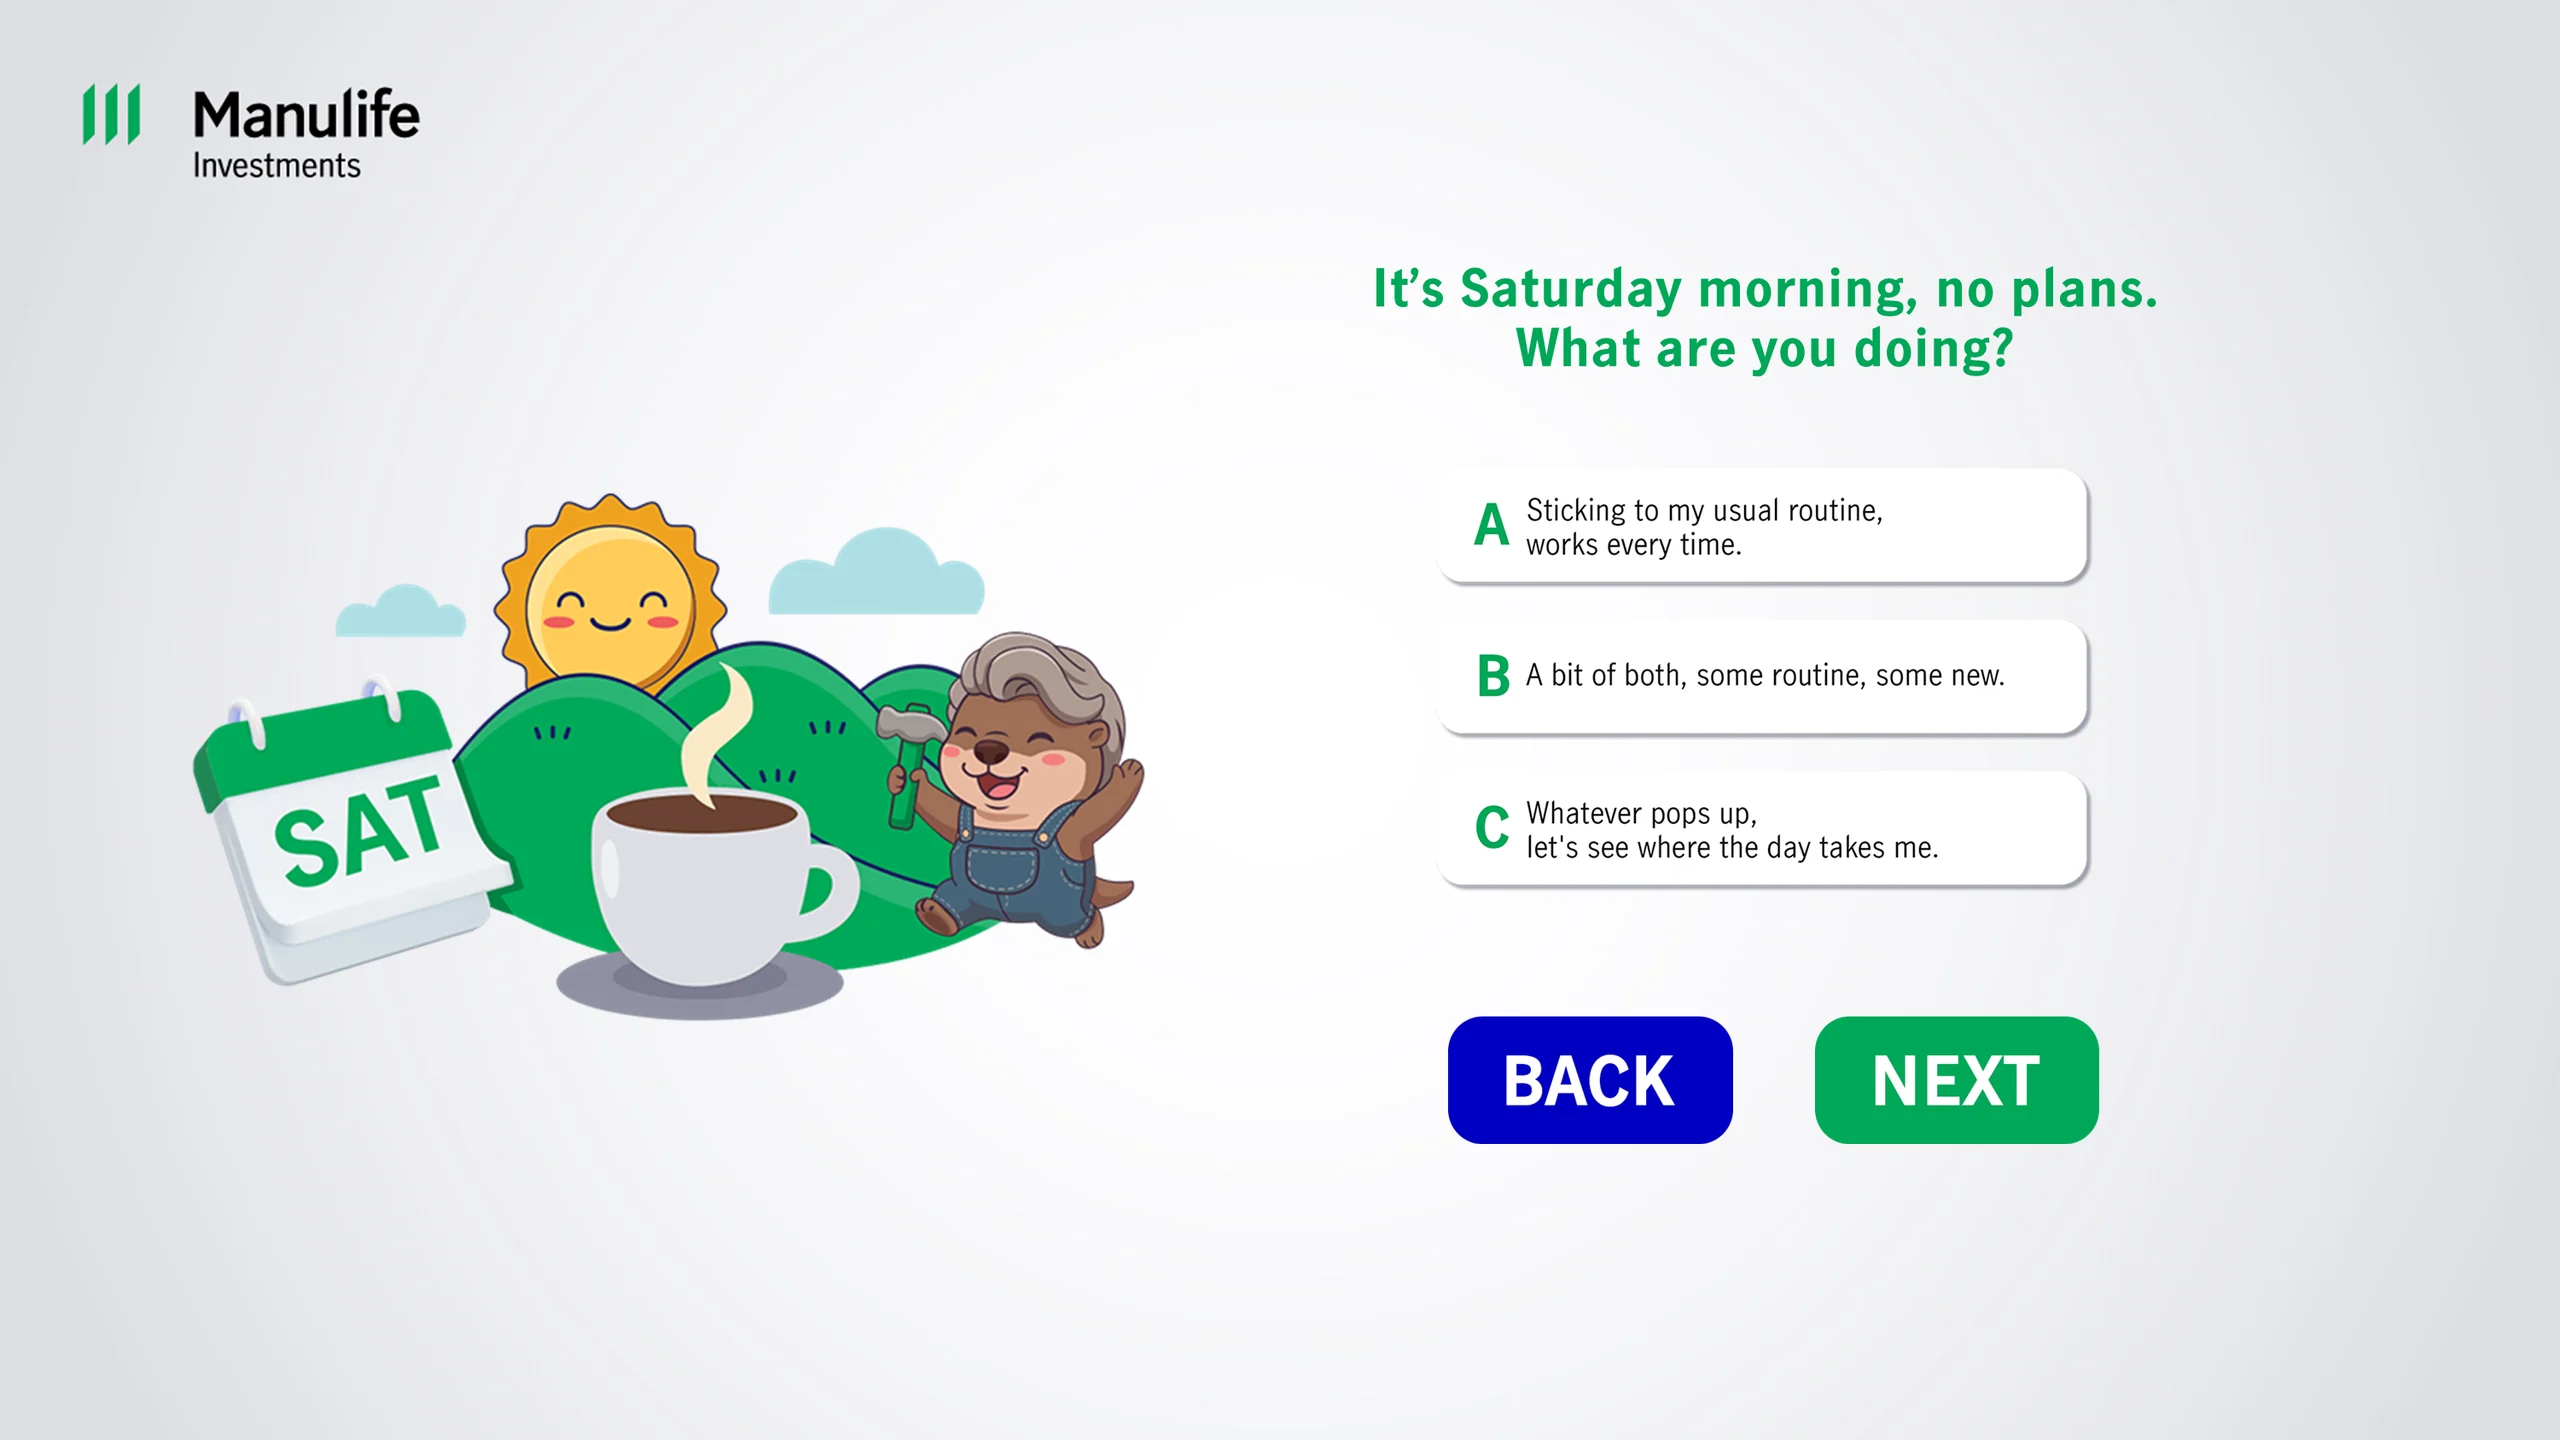 Manulife
Investments
It’s Saturday morning, no plans.
What are you doing?
SAT
A Sticking to my usual routine,
works every time.
B A bit of both, some routine, some new.
C Whatever pops up,
let's see where the day takes me.
BACK NEXT